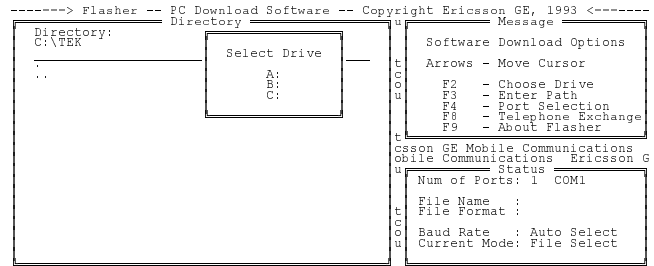 -------> Flasher -- PC Download Software -- Copyright Ericsson GE, 1993 <-------
Directory
Directory:
C:\TEK
.
..
Select Drive
A:
B:
C:
u
t
c
o
u
t
Message
Software Download Options
Arrows - Move Cursor
F2 - Choose Drive
F3 - Enter Path
F4 - Port Selection
F8 - Telephone Exchange
F9 - About Flasher
csson GE Mobile Communications
obile Communications Ericsson G
u
t
c
o
u
Status
Num of Ports: 1 COM1
File Name :
File Format :
Baud Rate : Auto Select
Current Mode: File Select